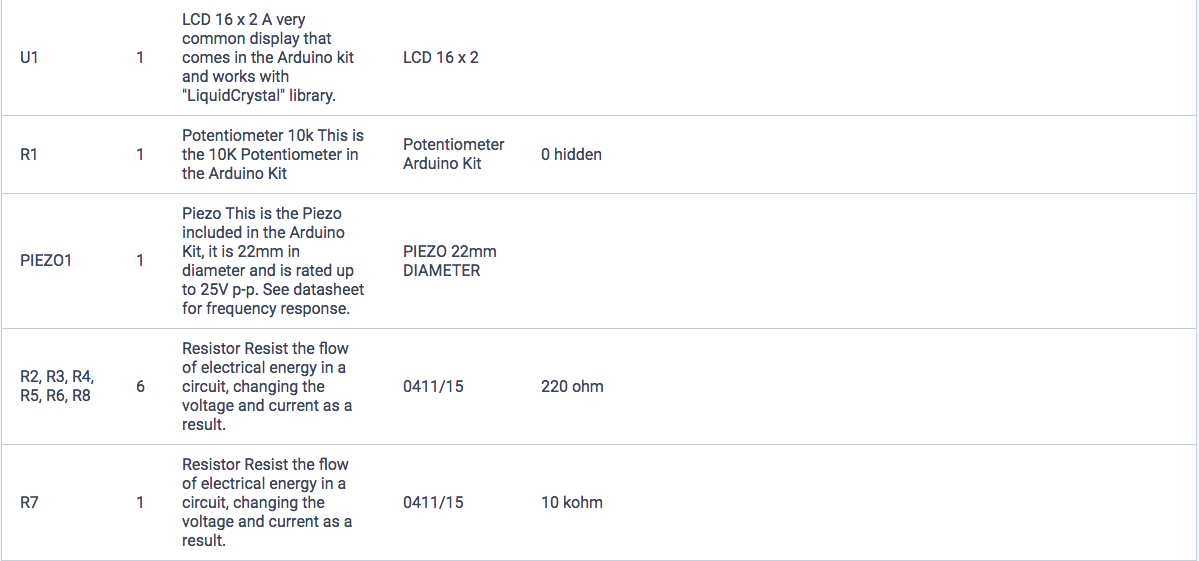 U1
1
LCD 16 x 2 A very
common display that
comes in the Arduino kit
and works with
"LiquidCrystal" library.
LCD 16 x 2
R1
1
Potentiometer 10k This is
the 10K Potentiometer in
the Arduino Kit
Potentiometer
Arduino Kit
0 hidden
PIEZO1
1
Piezo This is the Piezo
included in the Arduino
Kit, it is 22mm in
diameter and is rated up
to 25V p-p. See datasheet
for frequency response.
PIEZO 22mm
DIAMETER
R2, R3, R4,
R5, R6, R8
6
Resistor Resist the flow
of electrical energy in a
circuit, changing the
voltage and current as a
result.
0411/15
220 ohm
R7
1
Resistor Resist the flow
of electrical energy in a
circuit, changing the
voltage and current as a
result.
0411/15
10 kohm